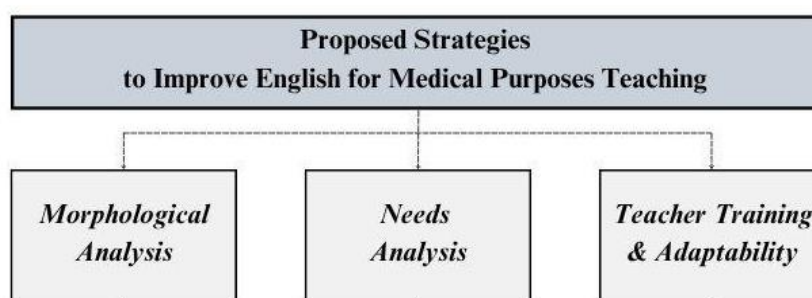 Proposed Strategies
to Improve English for Medical Purposes Teaching
Morphological
Analysis
Needs
Analysis
Teacher Training
& Adaptability